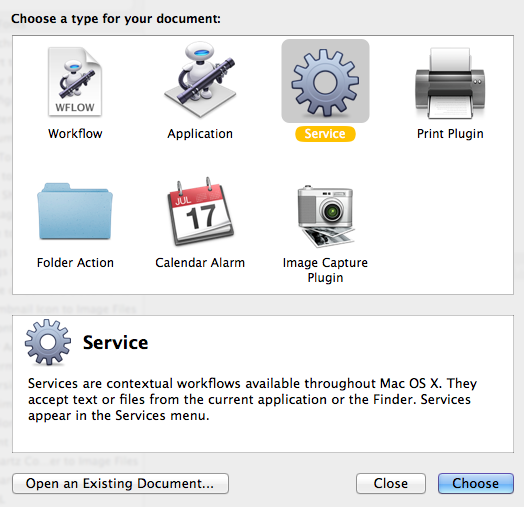 Choose a type for your document:
WFLOW
JUL
17
Workflow
Application
Service
Print Plugin
Folder Action
Calendar Alarm
Image Capture
Plugin
Service
Services are contextual workflows available throughout Mac OS X. They
accept text or files from the current application or the Finder. Services
appear in the Services menu.
Open an Existing Document...
Close
Choose